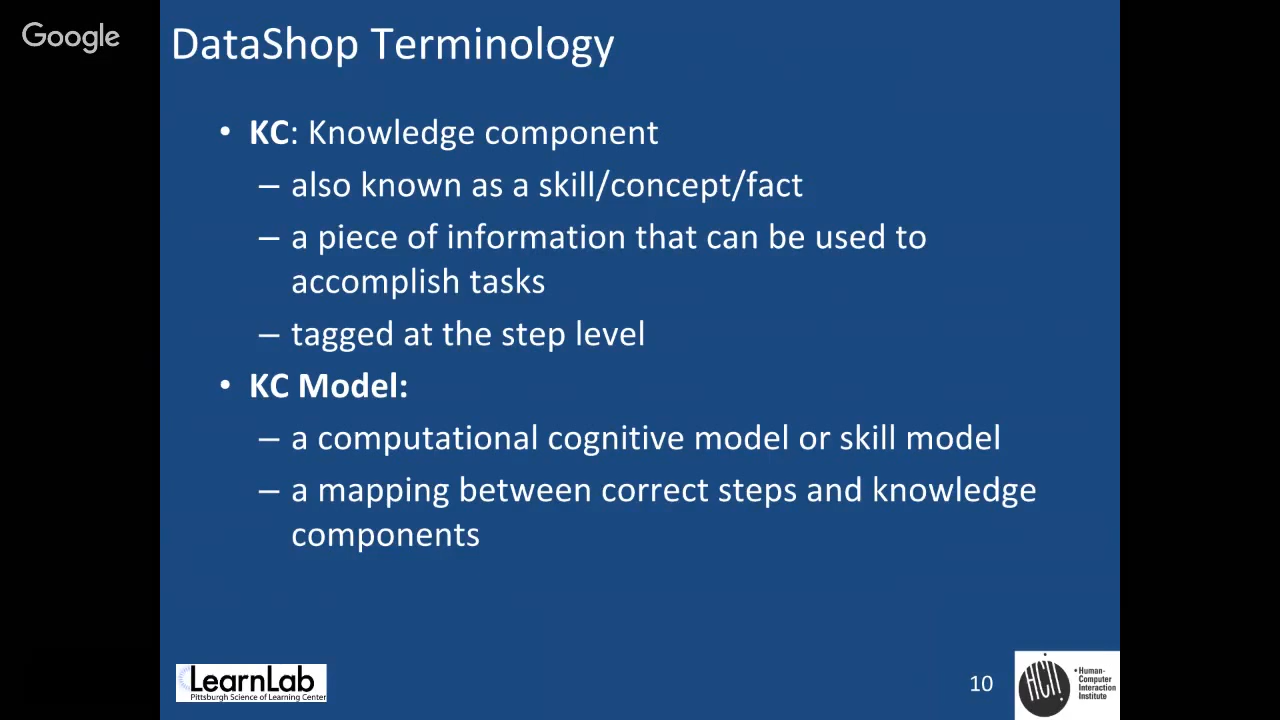 Google
DataShop Terminology
• KC: Knowledge component
– also known as a skill/concept/fact
– a piece of information that can be used to
accomplish tasks
– tagged at the step level
• KC Model:
– a computational cognitive model or skill model
– a mapping between correct steps and knowledge
components
LearnLab
Pittsburgh Science of Learning Center
10
HCII
• Human-
Computer
Interaction
Institute